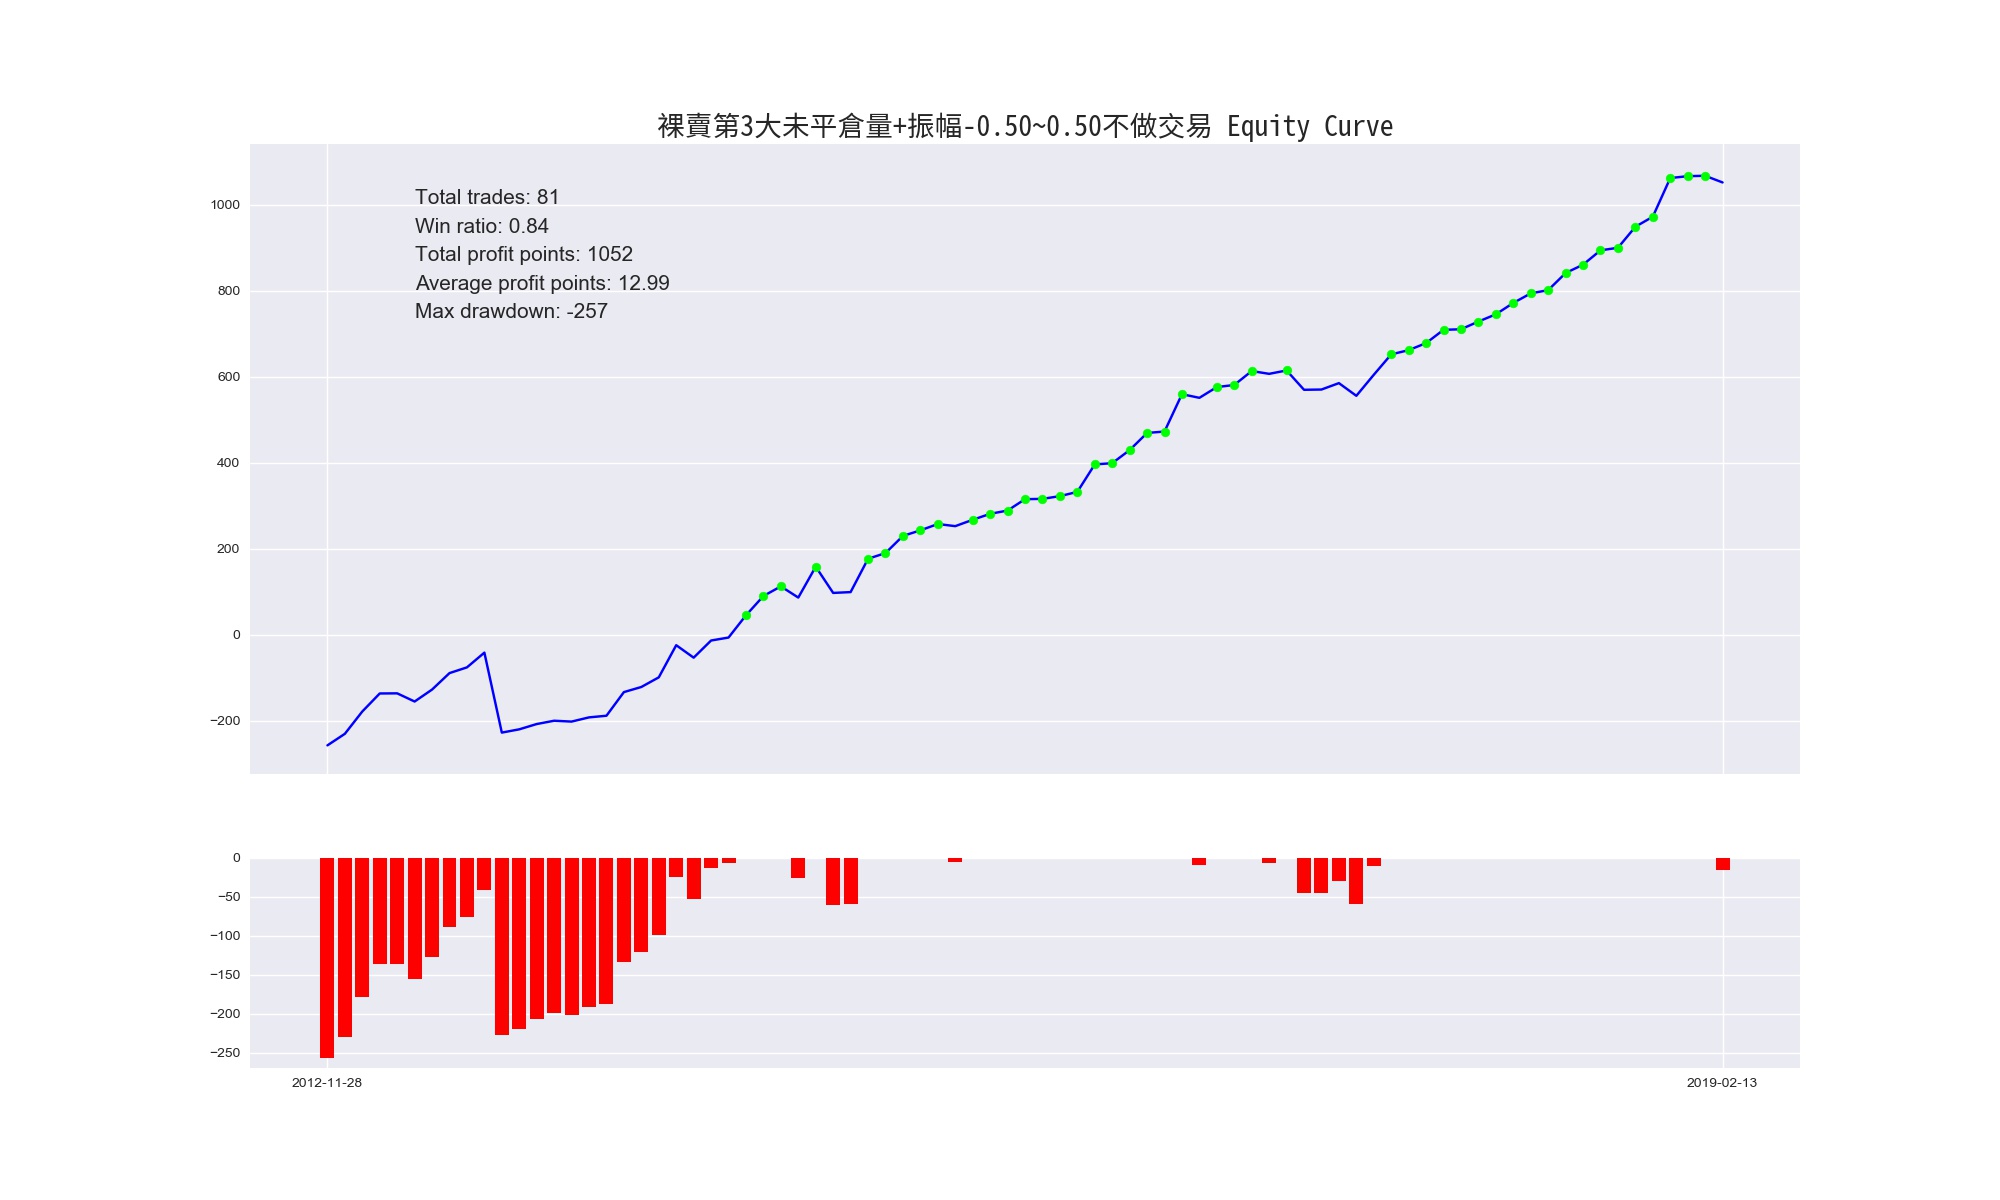 裸賣第3大未平倉量+振幅-0.50~0.50不做交易 Equity Curve
Total trades: 81
Win ratio: 0.84
Total profit points: 1052
Average profit points: 12.99
Max drawdown: -257
1000
800
600
400
200
0
−200
0
−50
−100
−150
−200
−250
2012-11-28
2019-02-13